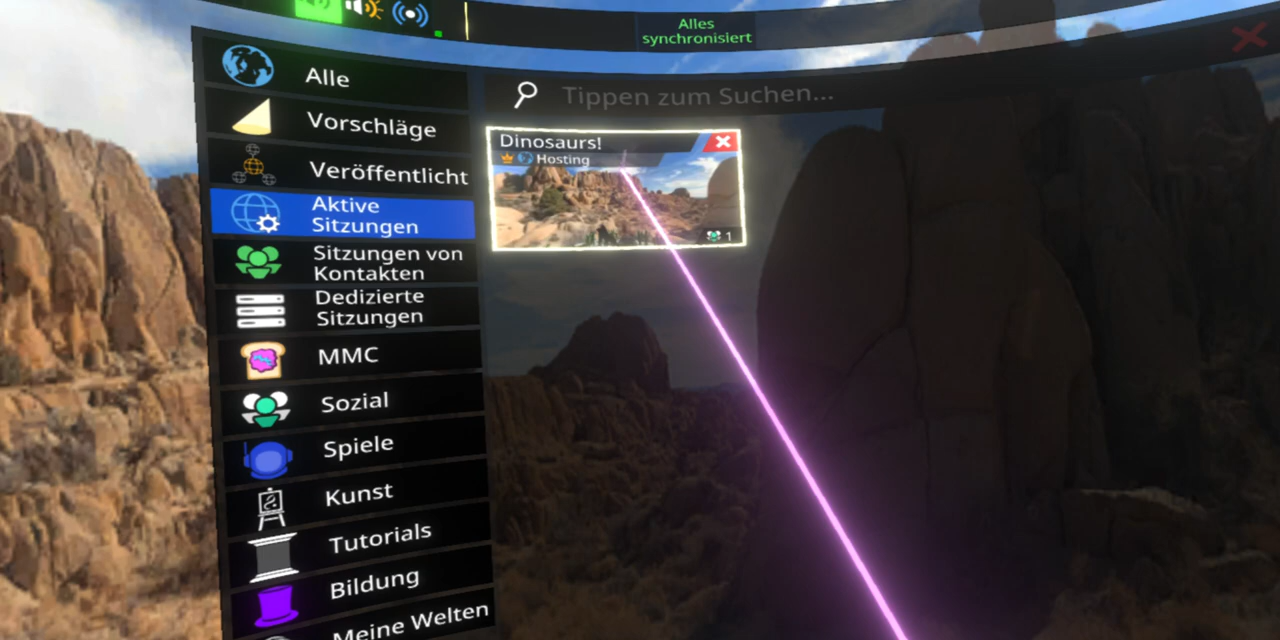 Alles
synchronisiert
Alle
Tippen zum Suchen...
Vorschläge
Veröffentlicht
Aktive
Sitzungen
Sitzungen von
Kontakten
Dedizierte
Sitzungen
MMC
Sozial
Spiele
Kunst
Tutorials
Bildung
Meine Welten
Dinosaurs!
Hosting
1